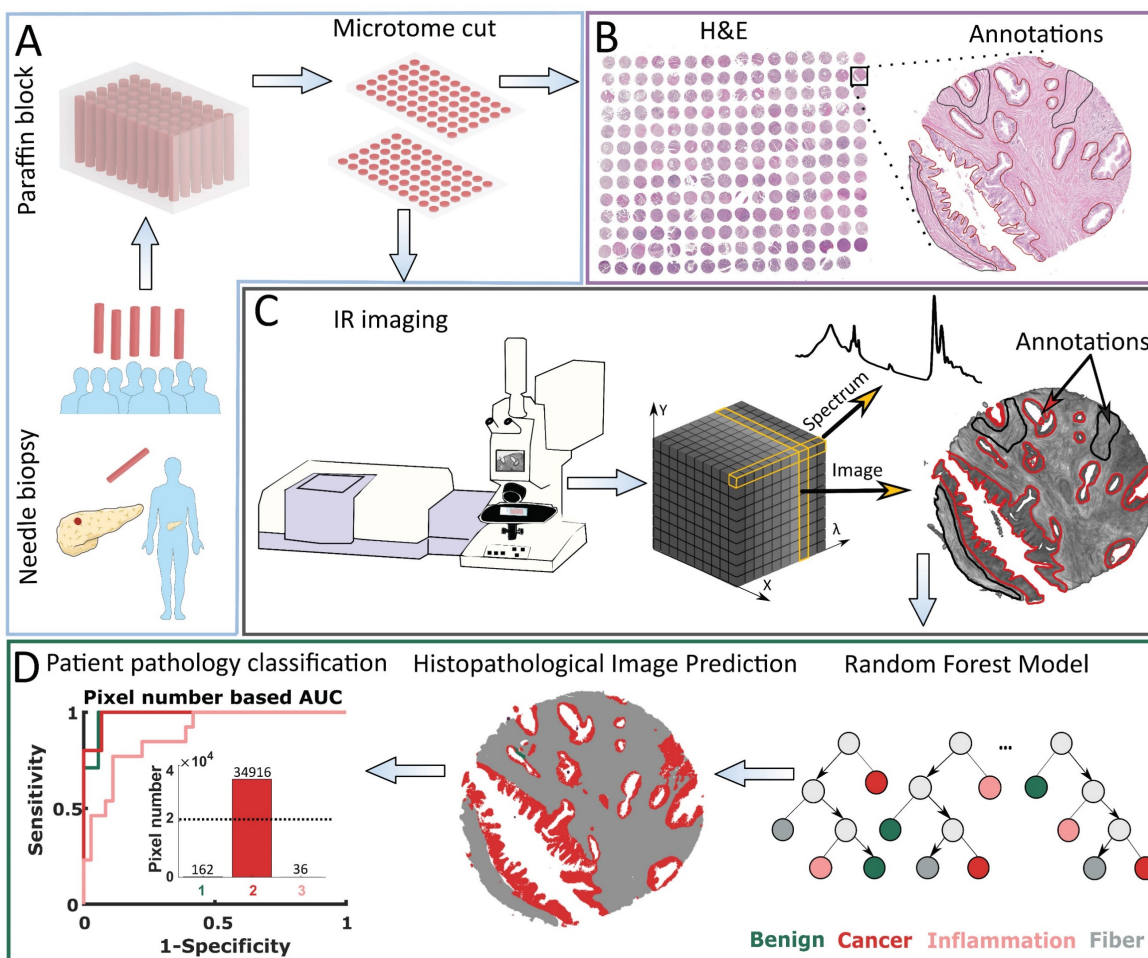 A
Microtome cut
Paraffin block
Needle biopsy
B
H&E
Annotations
C
IR imaging
Spectrum
Annotations
Y
Image
λ
X
D
Patient pathology classification
Histopathological Image Prediction
Random Forest Model
Pixel number based AUC
1
0.5
0
Sensitivity
0
0.5
1
1-Specificity
×10⁴
4
2
0
Pixel number
34916
162
36
1
2
3
...
Benign Cancer Inflammation Fiber